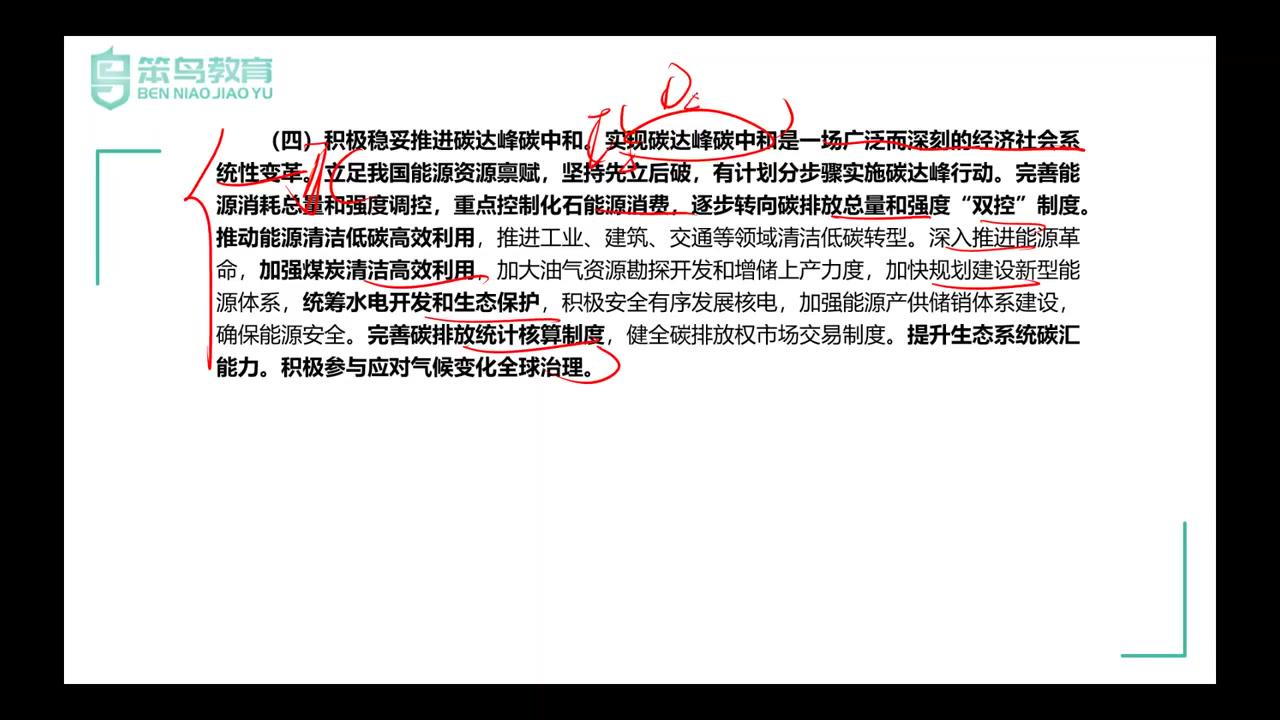 笨鸟教育
BEN NIAO JIAO YU
（四）积极稳妥推进碳达峰碳中和。实现碳达峰碳中和是一场广泛而深刻的经济社会系
统性变革。立足我国能源资源禀赋，坚持先立后破，有计划分步骤实施碳达峰行动。完善能
源消耗总量和强度调控，重点控制化石能源消费，逐步转向碳排放总量和强度“双控”制度。
推动能源清洁低碳高效利用，推进工业、建筑、交通等领域清洁低碳转型。深入推进能源革
命，加强煤炭清洁高效利用，加大油气资源勘探开发和增储上产力度，加快规划建设新型能
源体系，统筹水电开发和生态保护，积极安全有序发展核电，加强能源产供储销体系建设，
确保能源安全。完善碳排放统计核算制度，健全碳排放权市场交易制度。提升生态系统碳汇
能力。积极参与应对气候变化全球治理。